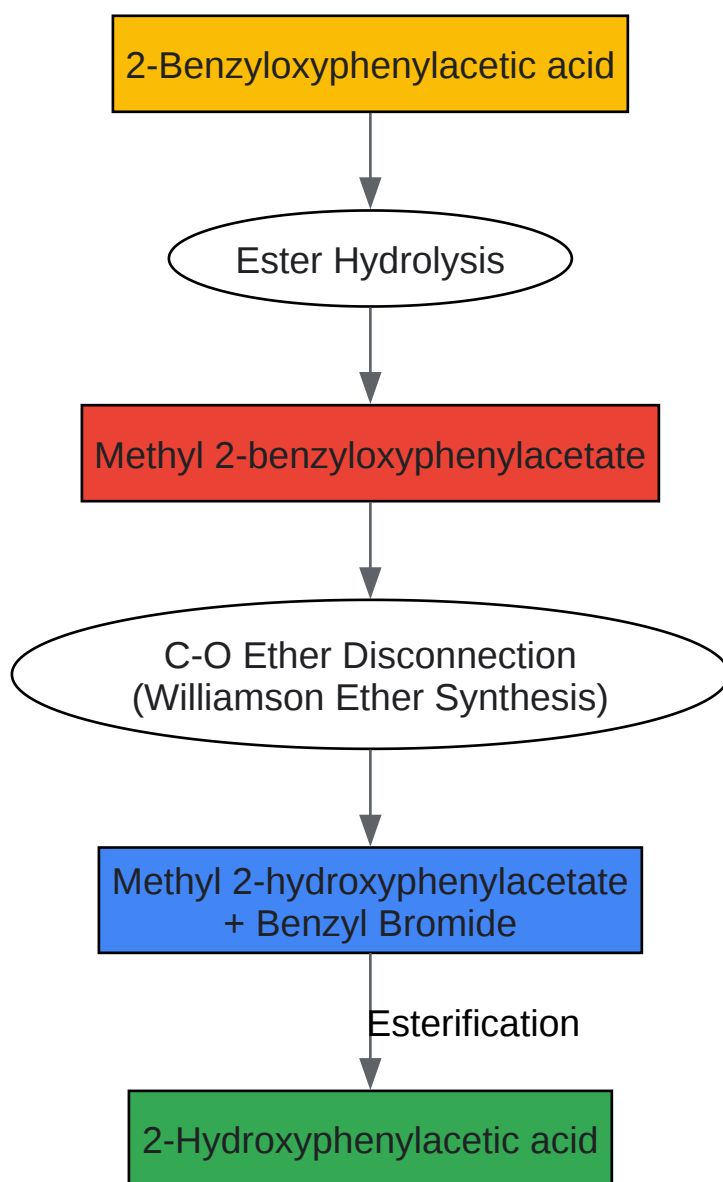 2-Benzyloxyphenylacetic acid
Ester Hydrolysis
Methyl 2-benzyloxyphenylacetate
C-O Ether Disconnection
(Williamson Ether Synthesis)
Methyl 2-hydroxyphenylacetate
+ Benzyl Bromide
Esterification
2-Hydroxyphenylacetic acid